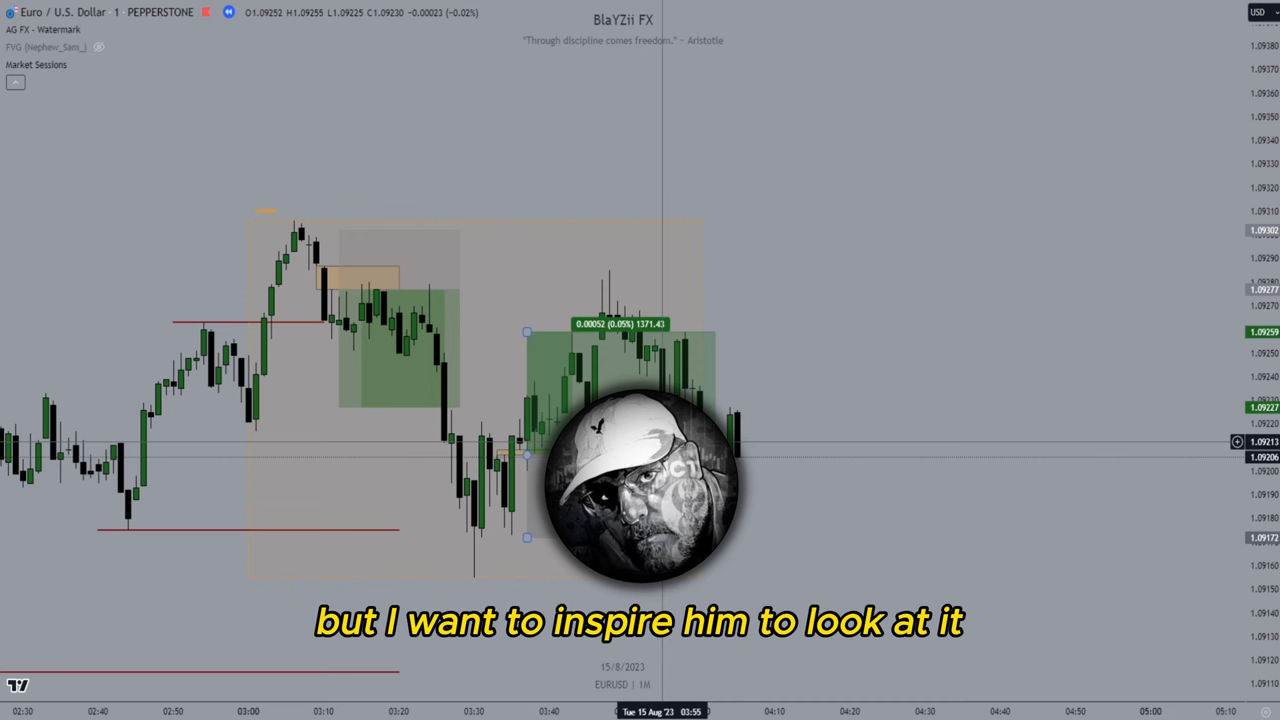 Euro / U.S. Dollar · 1 · PEPPERSTONE O1.09252 H1.09255 L1.09225 C1.09230 -0.00023 (-0.02%)
AG FX - Watermark
FVG (Nephew_Sam_)
Market Sessions
BlaYZii FX
"Through discipline comes freedom." ~ Aristotle
USD
1.09380
1.09370
1.09360
1.09350
1.09340
1.09330
1.09320
1.09310
1.09302
1.09290
1.09280
1.09277
1.09270
1.09259
1.09250
1.09240
1.09227
1.09220
1.09213
1.09206
1.09200
1.09190
1.09180
1.09172
1.09160
1.09150
1.09140
1.09130
1.09120
1.09110
0.00052 (0.05%) 1371.43
CT
but I want to inspire him to look at it
15/8/2023
EURUSD | 1M
02:30 02:40 02:50 03:00 03:10 03:20 03:30 03:40 Tue 15 Aug '23 03:55 04:10 04:20 04:30 04:40 04:50 05:00 05:10